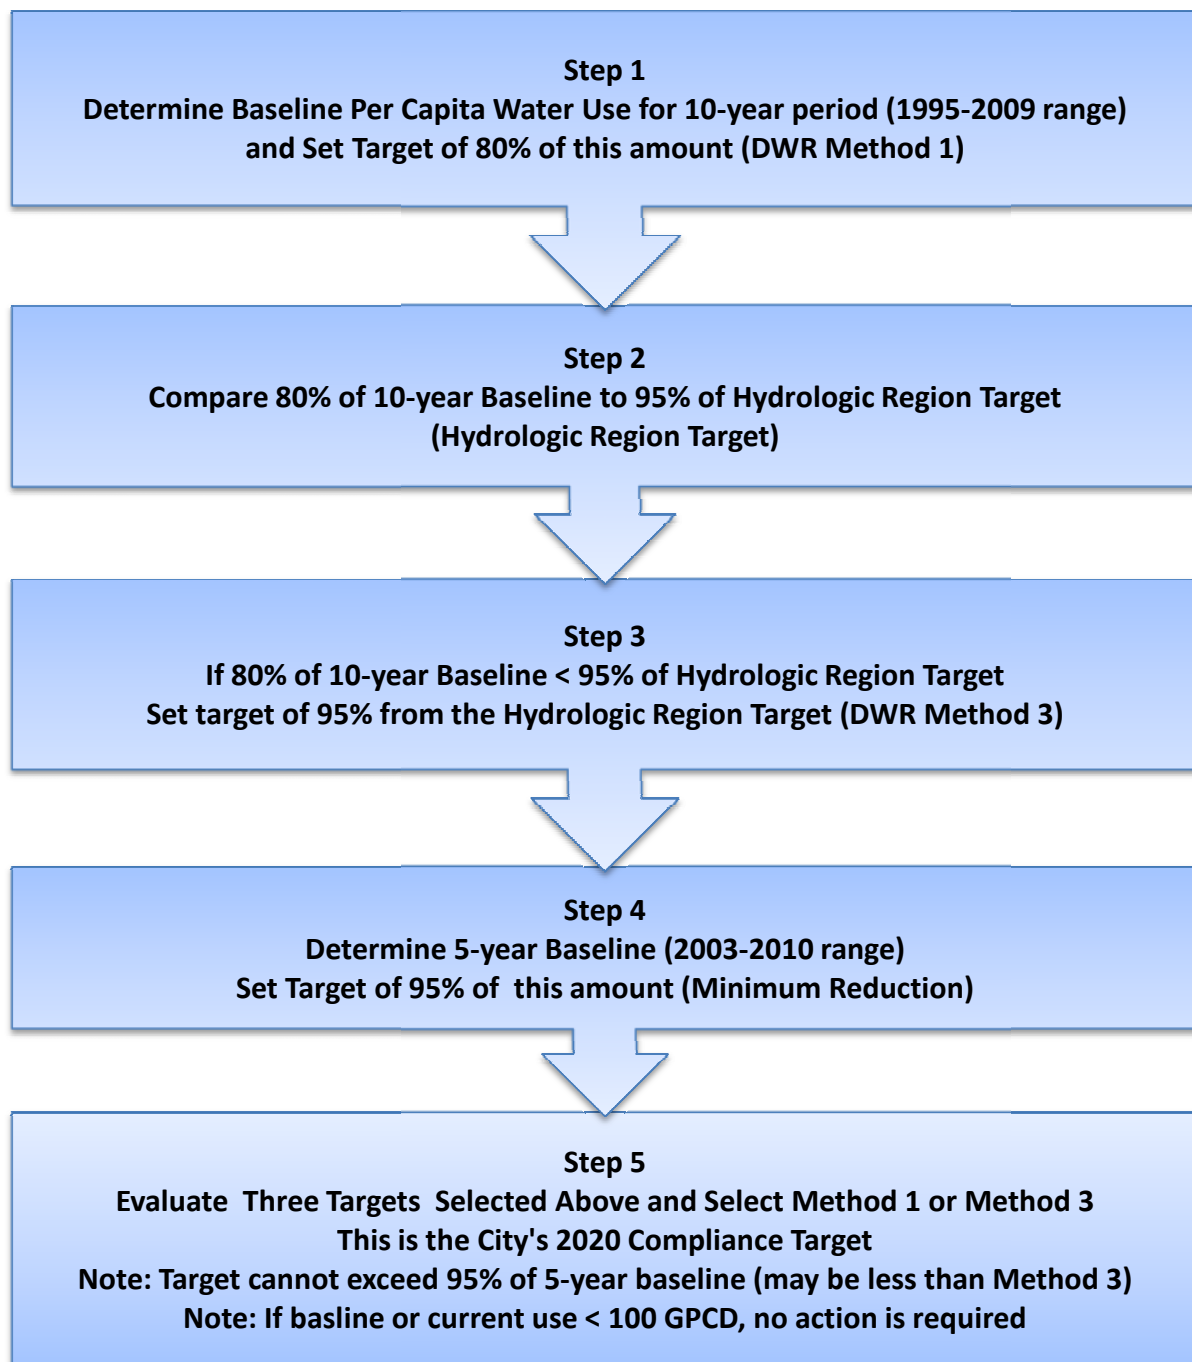 Step 1
Determine Baseline Per Capita Water Use for 10-year period (1995-2009 range)
and Set Target of 80% of this amount (DWR Method 1)
Step 2
Compare 80% of 10-year Baseline to 95% of Hydrologic Region Target
(Hydrologic Region Target)
Step 3
If 80% of 10-year Baseline < 95% of Hydrologic Region Target
Set target of 95% from the Hydrologic Region Target (DWR Method 3)
Step 4
Determine 5-year Baseline (2003-2010 range)
Set Target of 95% of  this amount (Minimum Reduction)
Step 5
Evaluate  Three Targets  Selected Above and Select Method 1 or Method 3
This is the City's 2020 Compliance Target
Note: Target cannot exceed 95% of 5-year baseline (may be less than Method 3)
Note: If basline or current use < 100 GPCD, no action is required